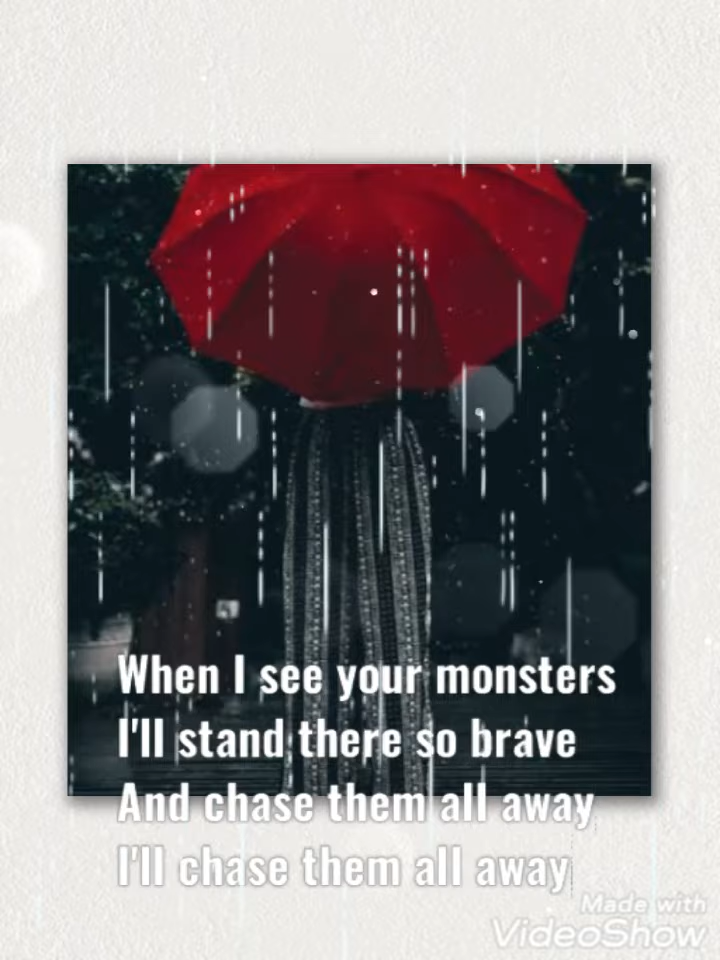 When I see your monsters
I'll stand there so brave
And chase them all away
I'll chase them all away
Made with
VideoShow